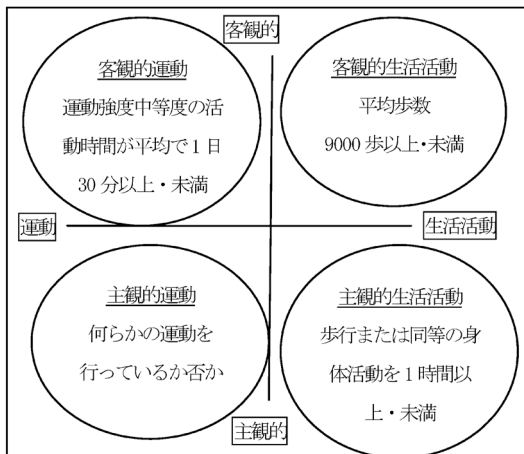 客観的
客観的運動
運動強度中等度の活
動時間が平均で1日
30分以上・未満
客観的生活活動
平均歩数
9000歩以上・未満
運動
生活活動
主観的運動
何らかの運動を
行っているか否か
主観的生活活動
歩行または同等の身
体活動を1時間以
上・未満
主観的